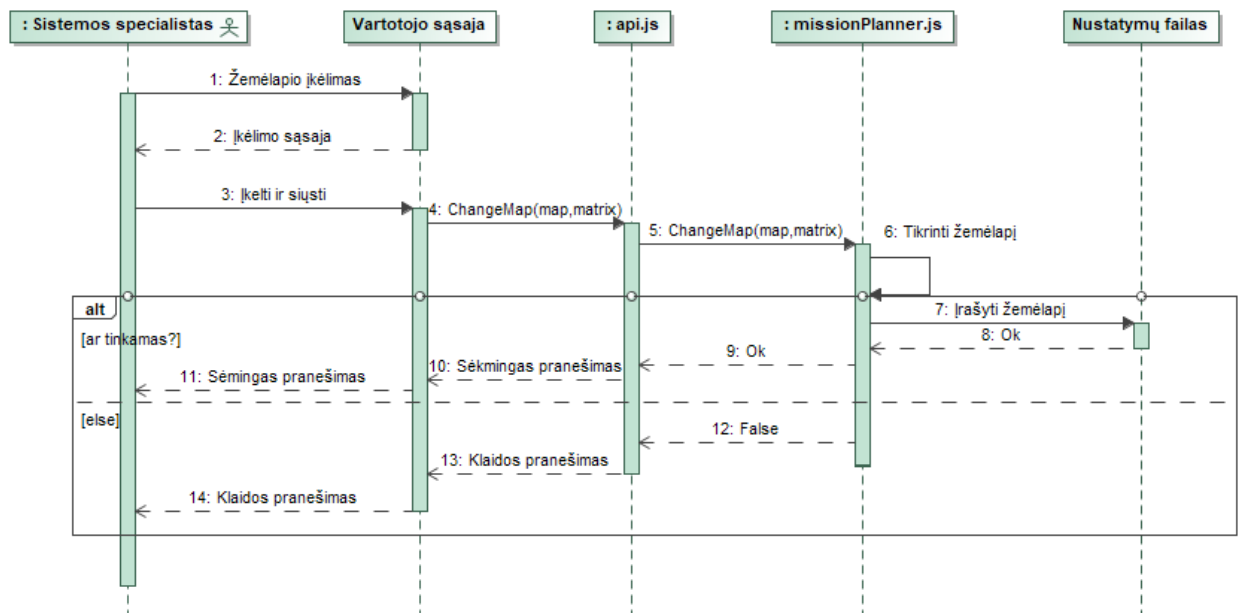 : Sistemos specialistas
Vartotojo sąsaja
: api.js
: missionPlanner.js
Nustatymų failas
1: Žemėlapio įkėlimas
2: Įkėlimo sąsaja
3: Įkelti ir siųsti
4: ChangeMap(map,matrix)
5: ChangeMap(map,matrix)
6: Tikrinti žemėlapį
alt
[ar tinkamas?]
7: Įrašyti žemėlapį
8: Ok
9: Ok
10: Sėkmingas pranešimas
11: Sėmingas pranešimas
[else]
12: False
13: Klaidos pranešimas
14: Klaidos pranešimas